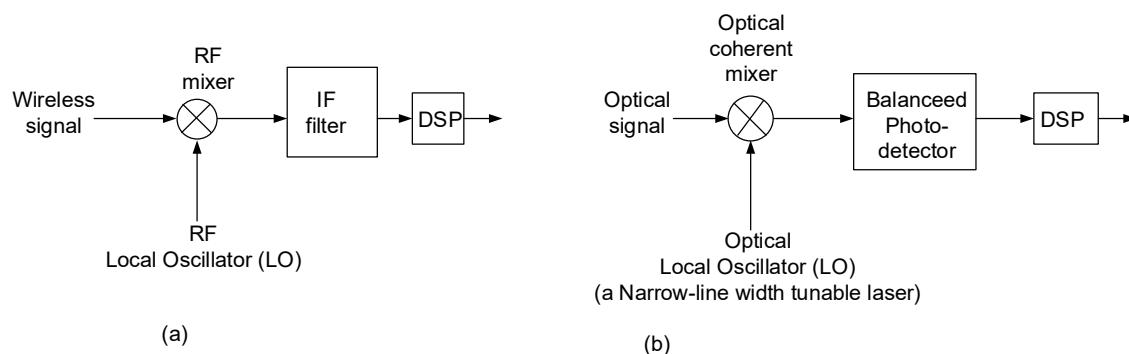 RF
mixer
Wireless
signal
IF
filter
DSP
RF
Local Oscillator (LO)
(a)
Optical
coherent
mixer
Optical
signal
Balanceed
Photo-
detector
DSP
Optical
Local Oscillator (LO)
(a Narrow-line width tunable laser)
(b)